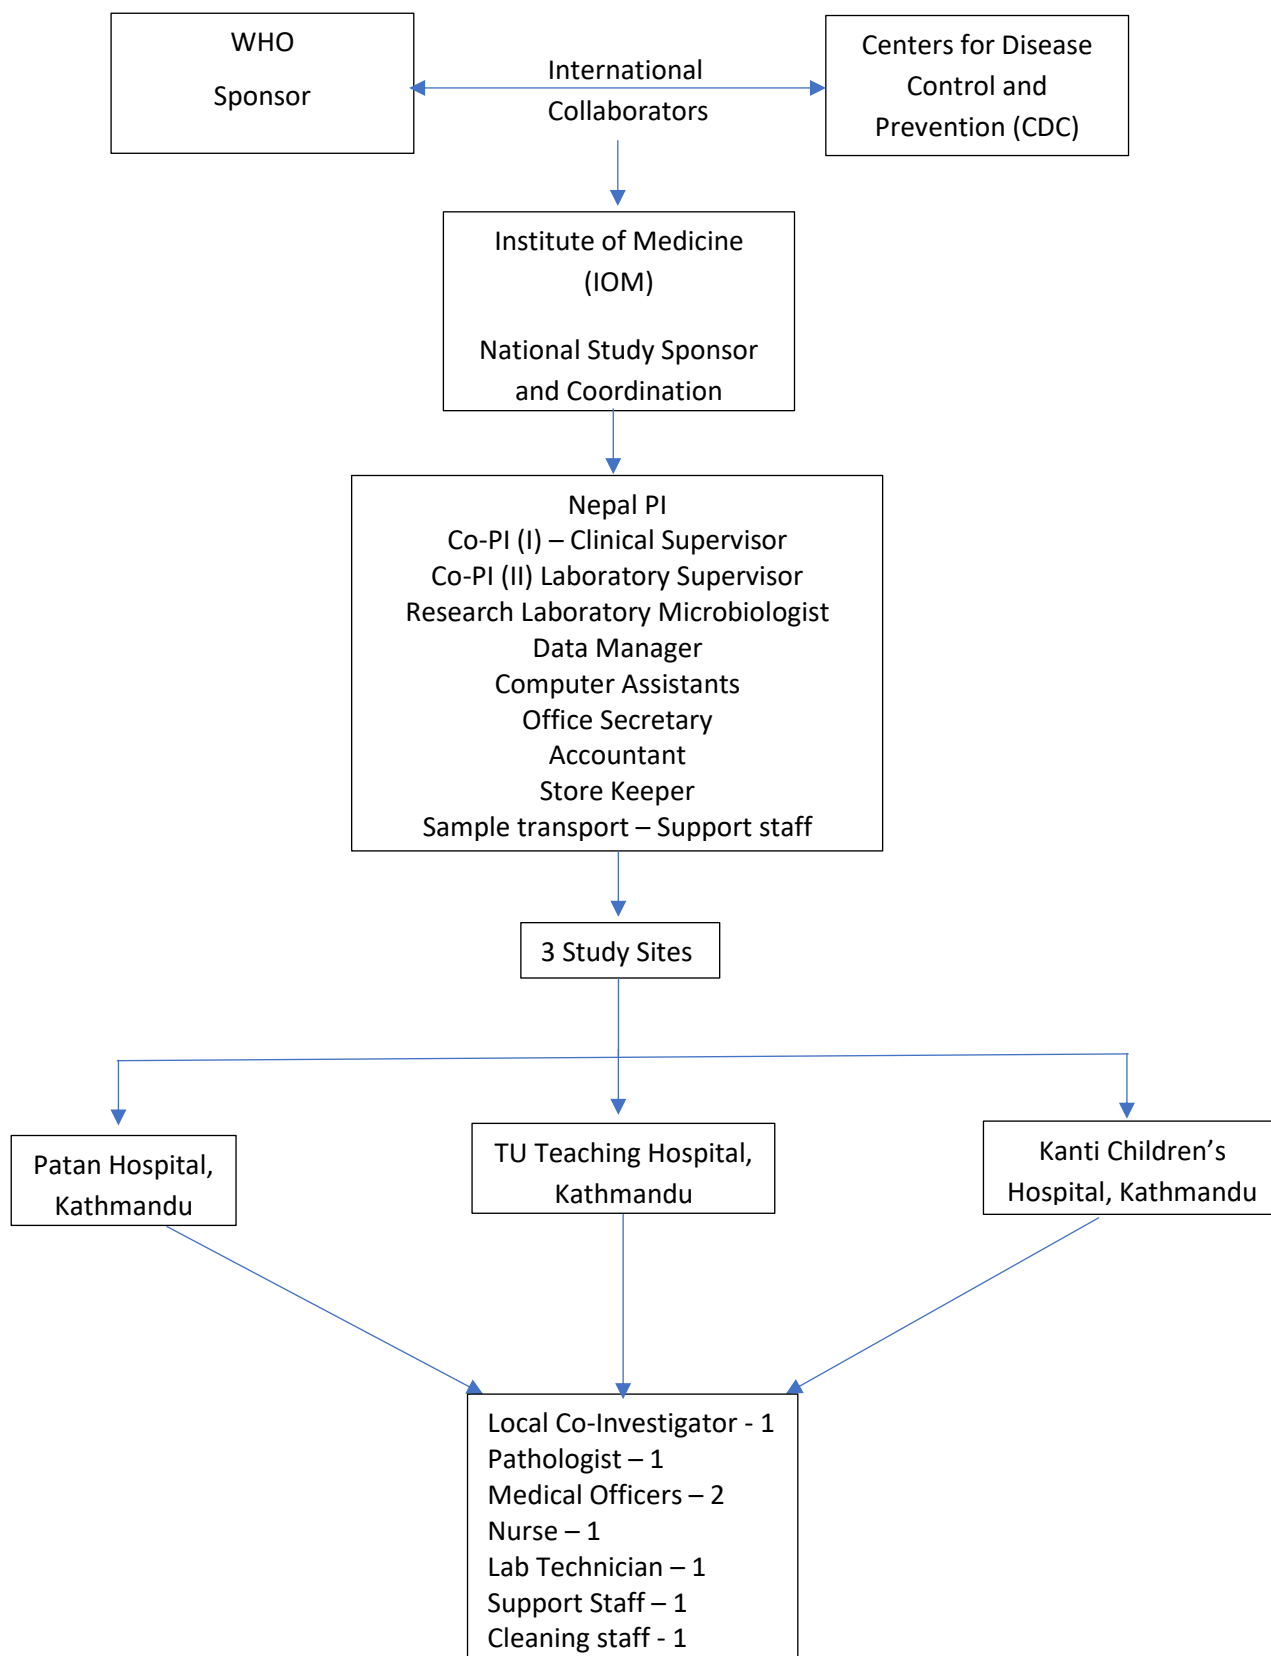 WHO
Sponsor
International
Collaborators
Centers for Disease
Control and
Prevention (CDC)
Institute of Medicine
(IOM)
National Study Sponsor
and Coordination
Nepal PI
Co-PI (I) – Clinical Supervisor
Co-PI (II) Laboratory Supervisor
Research Laboratory Microbiologist
Data Manager
Computer Assistants
Office Secretary
Accountant
Store Keeper
Sample transport – Support staff
3 Study Sites
Patan Hospital,
Kathmandu
TU Teaching Hospital,
Kathmandu
Kanti Children’s
Hospital, Kathmandu
Local Co-Investigator - 1
Pathologist – 1
Medical Officers – 2
Nurse – 1
Lab Technician – 1
Support Staff – 1
Cleaning staff - 1